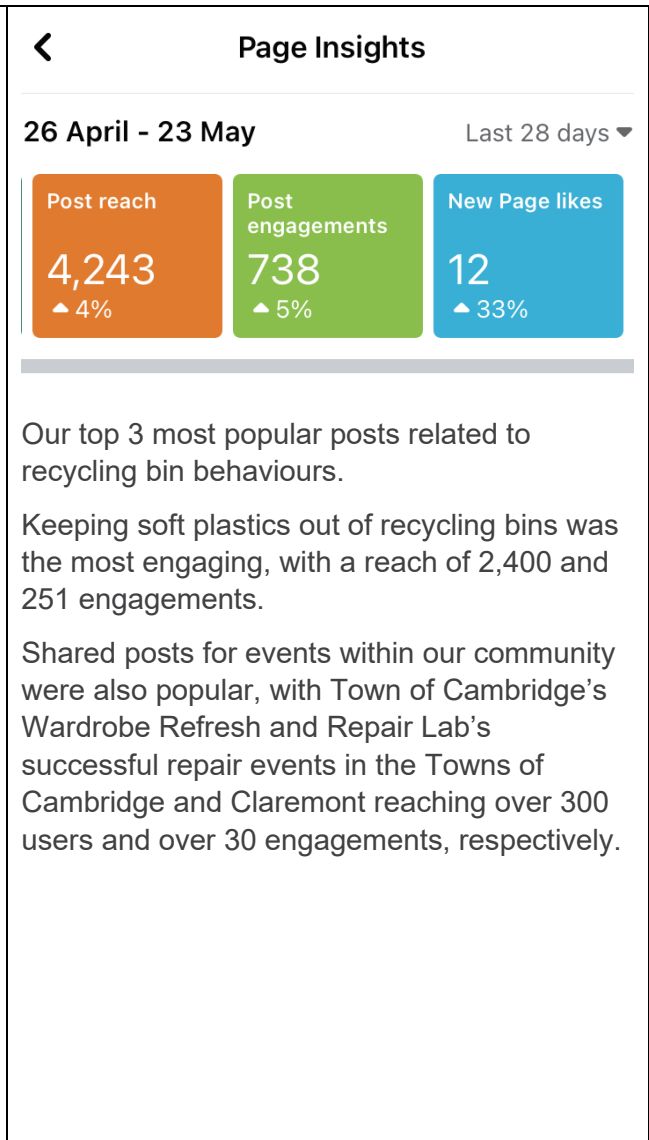 Page Insights
26 April - 23 May
Last 28 days
Post reach
4,243
4%
Post
engagements
738
5%
New Page likes
12
33%
Our top 3 most popular posts related to
recycling bin behaviours.
Keeping soft plastics out of recycling bins was
the most engaging, with a reach of 2,400 and
251 engagements.
Shared posts for events within our community
were also popular, with Town of Cambridge’s
Wardrobe Refresh and Repair Lab’s
successful repair events in the Towns of
Cambridge and Claremont reaching over 300
users and over 30 engagements, respectively.